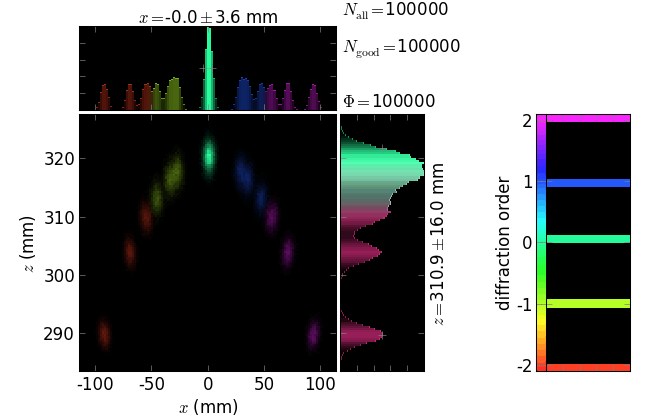 x = -0.0 ± 3.6 mm
N_all = 100000
N_good = 100000
Φ = 100000
320
310
300
290
z (mm)
-100
-50
0
50
100
x (mm)
z = 310.9 ± 16.0 mm
diffraction order
2
1
0
-1
-2